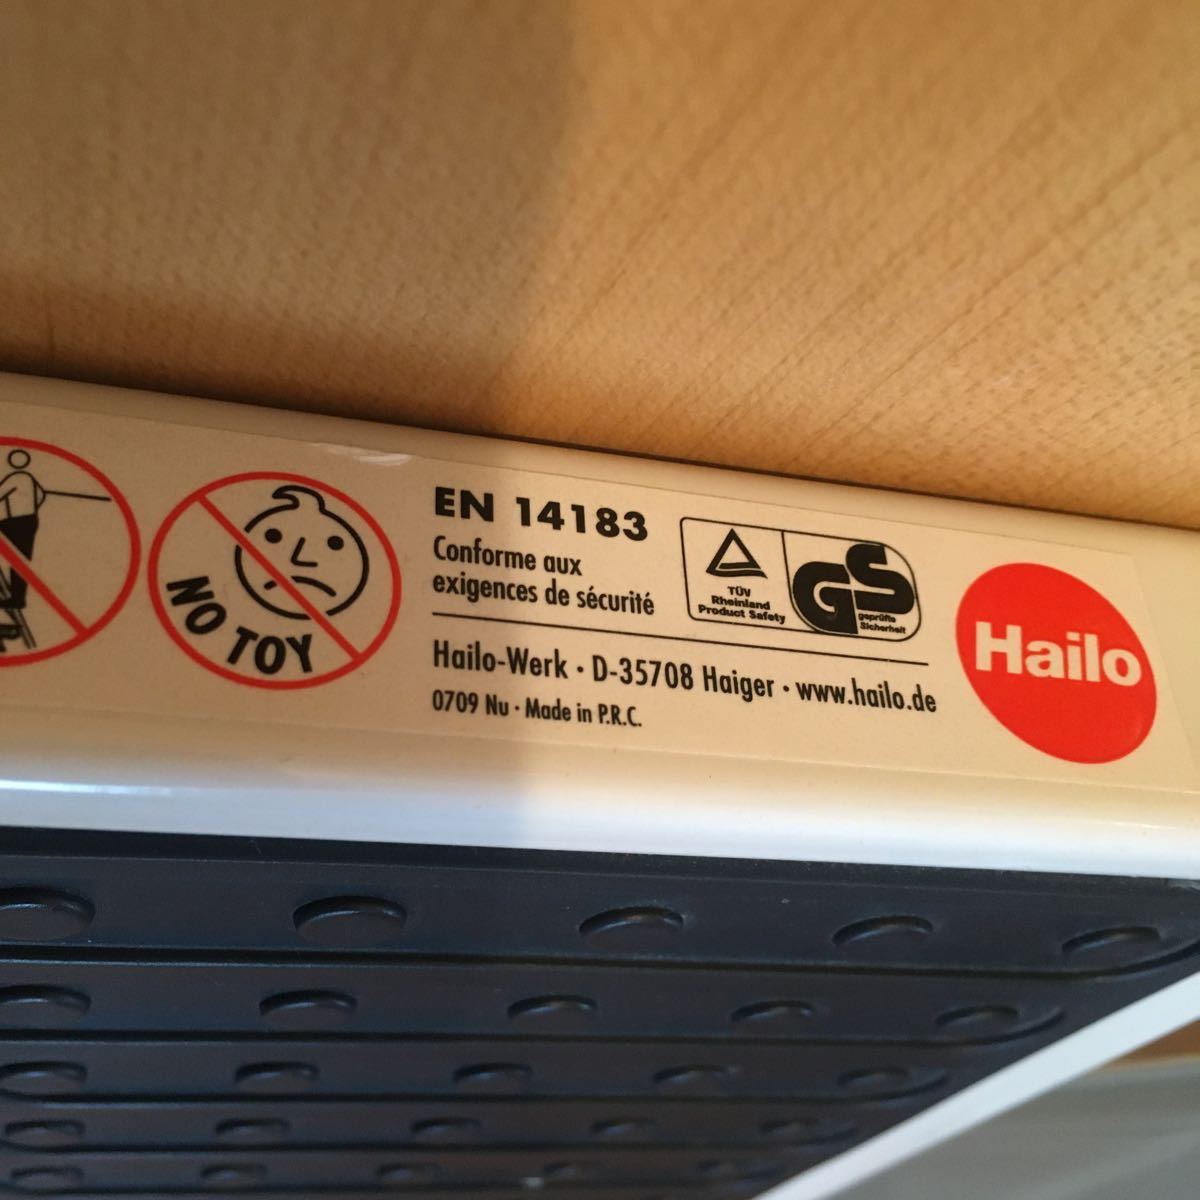 NO TOY
EN 14183
Conforme aux
exigences de sécurité
TÜV
Rheinland
Product Safety
GS
geprüfte
Sicherheit
Hailo-Werk · D-35708 Haiger · www.hailo.de
0709 Nu · Made in P.R.C.
Hailo